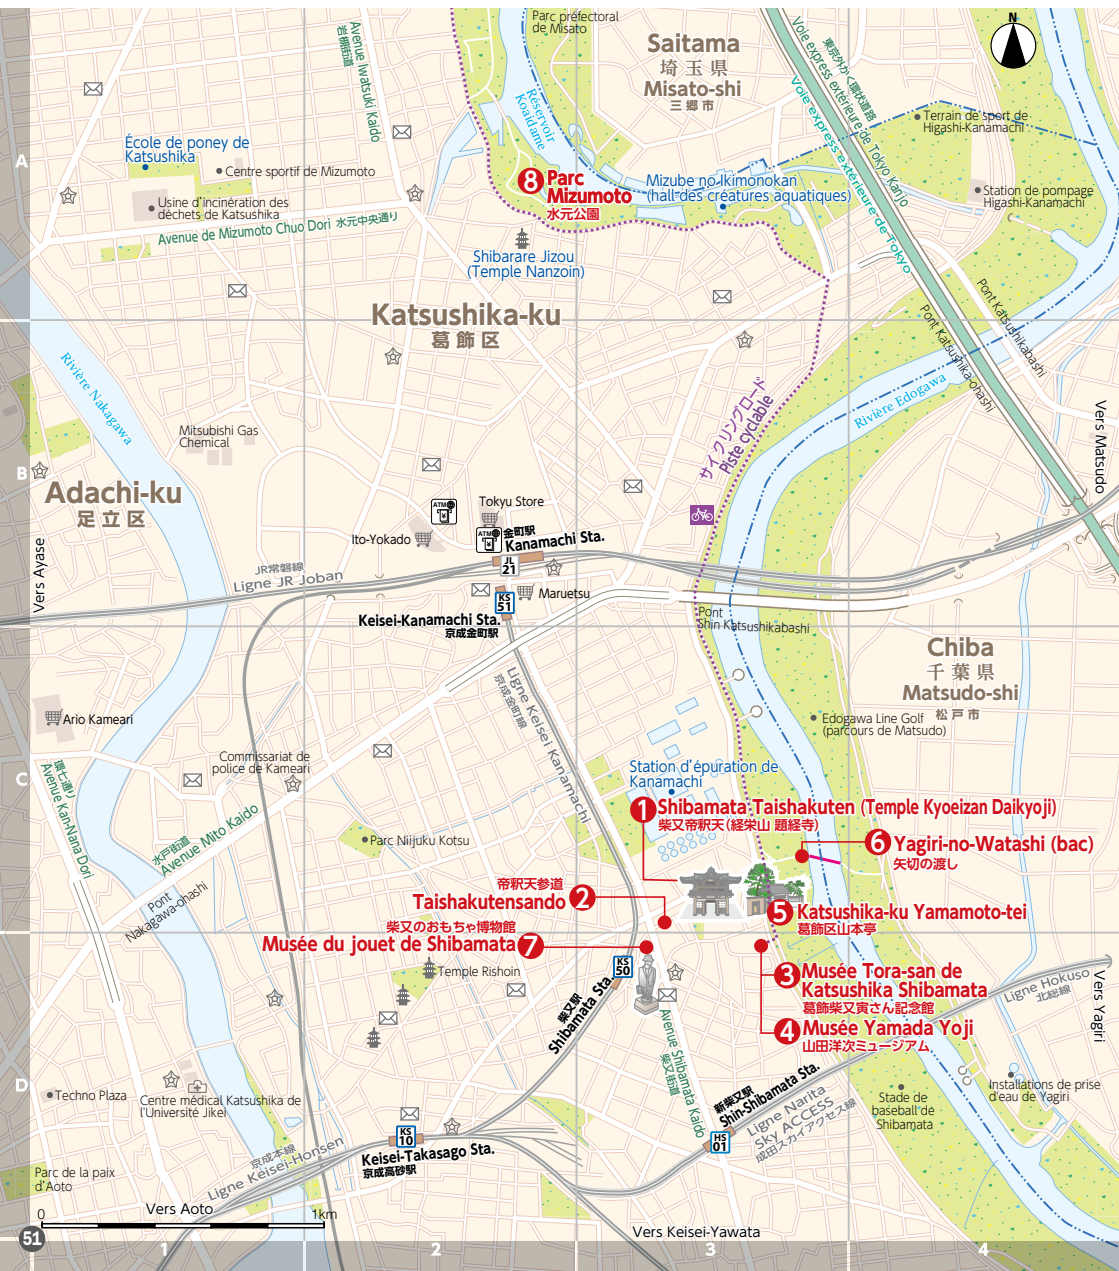 Parc préfectoral
de Misato
Saitama
埼玉県
Misato-shi
三郷市
N
Avenue Iwatsuki Kaido
岩槻街道
Réservoir
Koaidame
東京外かく環状道路
Voie express extérieure de Tokyo Kanjo
Voie express extérieure de Tokyo
Terrain de sport de
Higashi-Kanamachi
École de poney de
Katsushika
Centre sportif de Mizumoto
A
8 Parc
Mizumoto
水元公園
Mizube no Ikimonokan
(hall des créatures aquatiques)
Station de pompage
Higashi-Kanamachi
Usine d'incinération des
déchets de Katsushika
Avenue de Mizumoto Chuo Dori 水元中央通り
Shibarare Jizou
(Temple Nanzoin)
Katsushika-ku
葛飾区
Pont Katsushikabashi
Pont Katsushika-ohashi
Rivière Nakagawa
Rivière Edogawa
サイクリングロード
Piste cyclable
Vers Matsudo
Mitsubishi Gas
Chemical
B
Adachi-ku
足立区
ATM
Tokyu Store
ATM
金町駅
Kanamachi Sta.
Ito-Yokado
JL
21
Vers Ayase
JR常磐線
Ligne JR Joban
KS
51
Maruetsu
Keisei-Kanamachi Sta.
京成金町駅
Pont
Shin Katsushikabashi
Chiba
千葉県
Matsudo-shi
松戸市
Ligne Keisei Kanamachi
京成金町線
Ario Kameari
Edogawa Line Golf
(parcours de Matsudo)
Commissariat de
police de Kameari
C
環七通り
Avenue Kan-Nana Dori
Station d'épuration de
Kanamachi
1 Shibamata Taishakuten (Temple Kyoeizan Daikyoji)
柴又帝釈天(経栄山 題経寺)
水戸街道
Avenue Mito Kaido
Parc Niijuku Kotsu
6 Yagiri-no-Watashi (bac)
矢切の渡し
Pont
Nakagawa-ohashi
帝釈天参道
Taishakutensando 2
5 Katsushika-ku Yamamoto-tei
葛飾区山本亭
柴又のおもちゃ博物館
Musée du jouet de Shibamata 7
Temple Rishoin
KS
50
柴又駅
Shibamata Sta.
3 Musée Tora-san de
Katsushika Shibamata
葛飾柴又寅さん記念館
4 Musée Yamada Yoji
山田洋次ミュージアム
Ligne Hokuso
北総線
Vers Yagiri
Avenue Shibamata Kaido
柴又街道
D
Techno Plaza
Centre médical Katsushika de
l'Université Jikei
新柴又駅
Shin-Shibamata Sta.
Ligne Narita
Sky ACCESS
成田スカイアクセス線
Stade de
baseball de
Shibamata
Installations de prise
d'eau de Yagiri
KS
10
HS
01
京成本線
Ligne Keisei-Honsen
Keisei-Takasago Sta.
京成高砂駅
Parc de la paix
d'Aoto
Vers Aoto
0
1km
Vers Keisei-Yawata
51
1
2
3
4